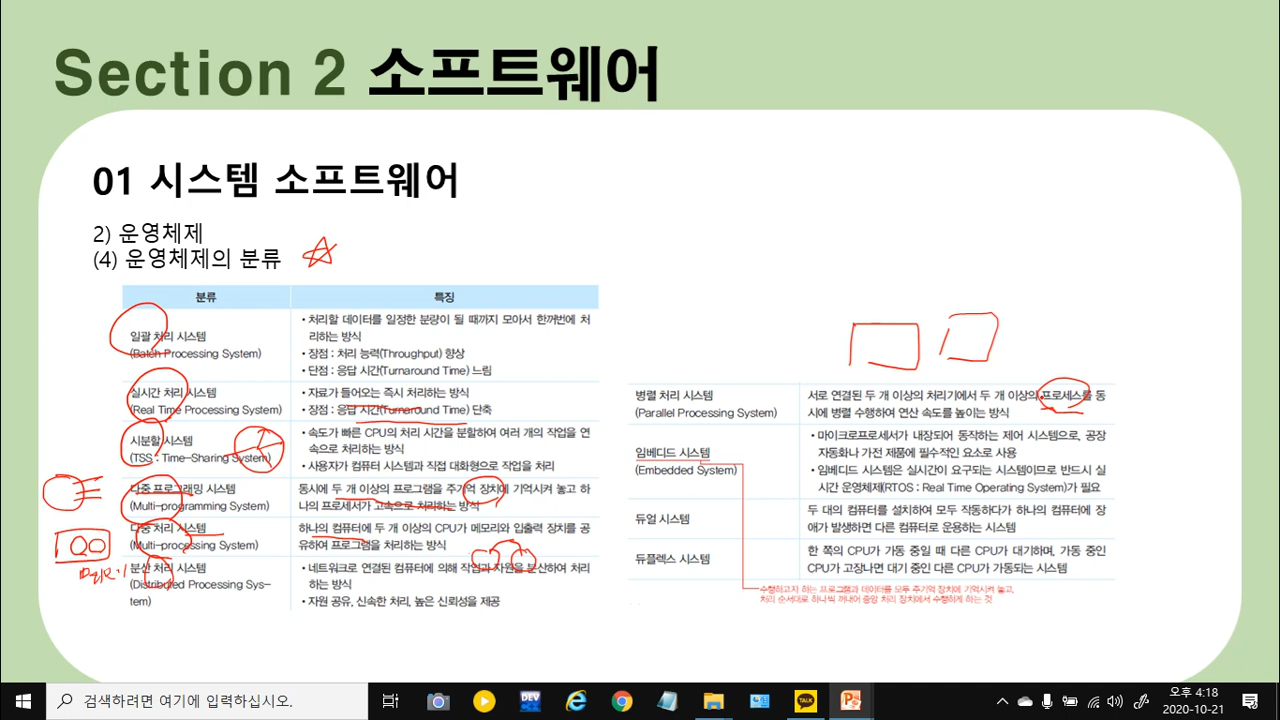 Section 2 소프트웨어
01 시스템 소프트웨어
2) 운영체제
(4) 운영체제의 분류
분류
특징
일괄 처리 시스템
(Batch Processing System)
• 처리할 데이터를 일정한 분량이 될 때까지 모아서 한꺼번에 처
리하는 방식
• 장점 : 처리 능력(Throughput) 향상
• 단점 : 응답 시간(Turnaround Time) 느림
실시간 처리 시스템
(Real Time Processing System)
• 자료가 들어오는 즉시 처리하는 방식
• 장점 : 응답 시간(Turnaround Time) 단축
시분할 시스템
(TSS : Time-Sharing System)
• 속도가 빠른 CPU의 처리 시간을 분할하여 여러 개의 작업을 연
속으로 처리하는 방식
• 사용자가 컴퓨터 시스템과 직접 대화형으로 작업을 처리
다중 프로그래밍 시스템
(Multi-programming System)
동시에 두 개 이상의 프로그램을 주기억 장치에 기억시켜 놓고 하
나의 프로세서가 고속으로 처리하는 방식
다중 처리 시스템
(Multi-processing System)
하나의 컴퓨터에 두 개 이상의 CPU가 메모리와 입출력 장치를 공
유하여 프로그램을 처리하는 방식
분산 처리 시스템
(Distributed Processing Sys-
tem)
• 네트워크로 연결된 컴퓨터에 의해 작업과 자원을 분산하여 처리
하는 방식
• 자원 공유, 신속한 처리, 높은 신뢰성을 제공
병렬 처리 시스템
(Parallel Processing System)
서로 연결된 두 개 이상의 처리기에서 두 개 이상의 프로세스를 동
시에 병렬 수행하여 연산 속도를 높이는 방식
임베디드 시스템
(Embedded System)
• 마이크로프로세서가 내장되어 동작하는 제어 시스템으로, 공장
자동화나 가전 제품에 필수적인 요소로 사용
• 임베디드 시스템은 실시간이 요구되는 시스템이므로 반드시 실
시간 운영체제(RTOS : Real Time Operating System)가 필요
듀얼 시스템
두 대의 컴퓨터를 설치하여 모두 작동하다가 하나의 컴퓨터에 장
애가 발생하면 다른 컴퓨터로 운용하는 시스템
듀플렉스 시스템
한 쪽의 CPU가 가동 중일 때 다른 CPU가 대기하며, 가동 중인
CPU가 고장나면 대기 중인 다른 CPU가 가동되는 시스템
수행하고자 하는 프로그램과 데이터를 모두 주기억 장치에 기억시켜 놓고,
처리 순서대로 하나씩 꺼내어 중앙 처리 장치에서 수행하게 하는 것
검색하려면 여기에 입력하십시오.
DEV
TALK
오후 4:18
2020-10-21